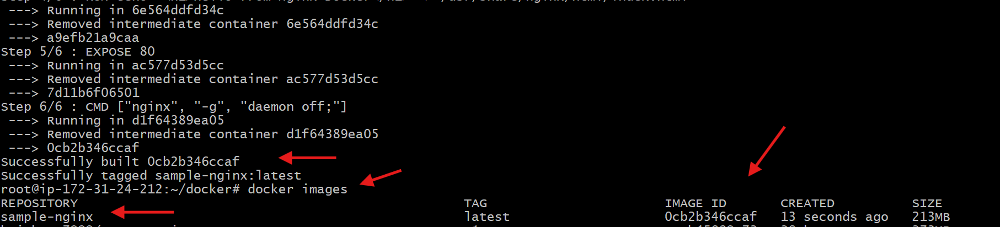 ---> Running in 6e564ddfd34c
---> Removed intermediate container 6e564ddfd34c
---> a9efb21a9caa
Step 5/6 : EXPOSE 80
---> Running in ac577d53d5cc
---> Removed intermediate container ac577d53d5cc
---> 7d11b6f06501
Step 6/6 : CMD ["nginx", "-g", "daemon off;"]
---> Running in d1f64389ea05
---> Removed intermediate container d1f64389ea05
---> 0cb2b346ccaf
Successfully built 0cb2b346ccaf
Successfully tagged sample-nginx:latest
root@ip-172-31-24-212:~/docker# docker images
REPOSITORY TAG IMAGE ID CREATED SIZE
sample-nginx latest 0cb2b346ccaf 13 seconds ago 213MB